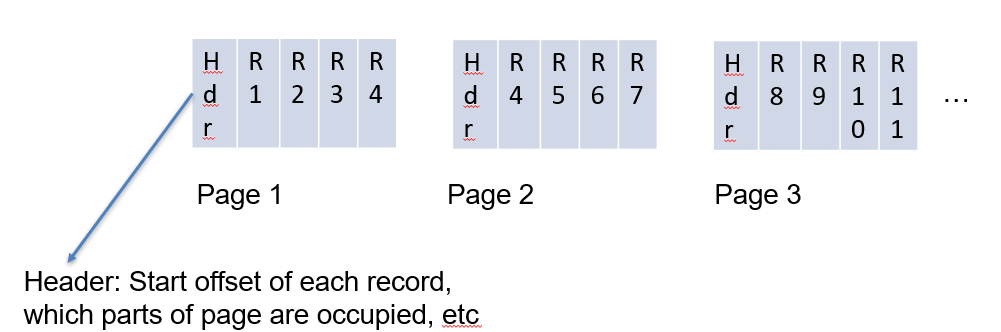 Hdr R1 R2 R3 R4
Hdr R4 R5 R6 R7
Hdr R8 R9 R10 R11
...
Page 1
Page 2
Page 3
Header: Start offset of each record,
which parts of page are occupied, etc